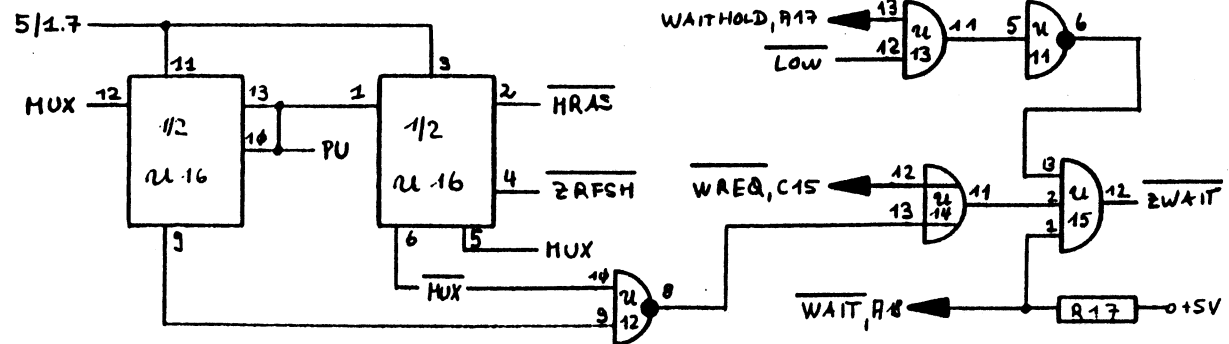 5/1.7
11
3
MUX 12
1/2
U 16
13
10
PU
9
1
1/2
U 16
2 HRAS
4 ZRFSH
6
5
MUX
MUX
10
9
U
12
8
WAITHOLD, A17 13
LOW 12
U
13
11
5
U
11
6
WREQ, C15 12
13
U
14
11
13
2
1
U
15
12 ZWAIT
WAIT, A18
R17
+5V